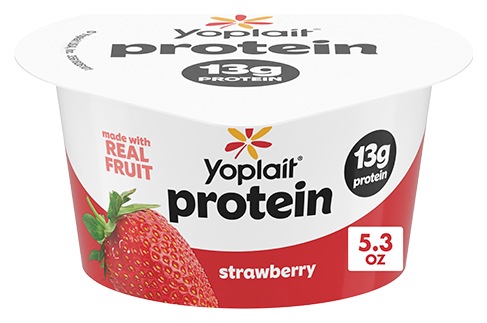 Yoplait®
protein
13g
PROTEIN
made with
REAL
FRUIT
Yoplait®
protein
13g
protein
strawberry
5.3
OZ